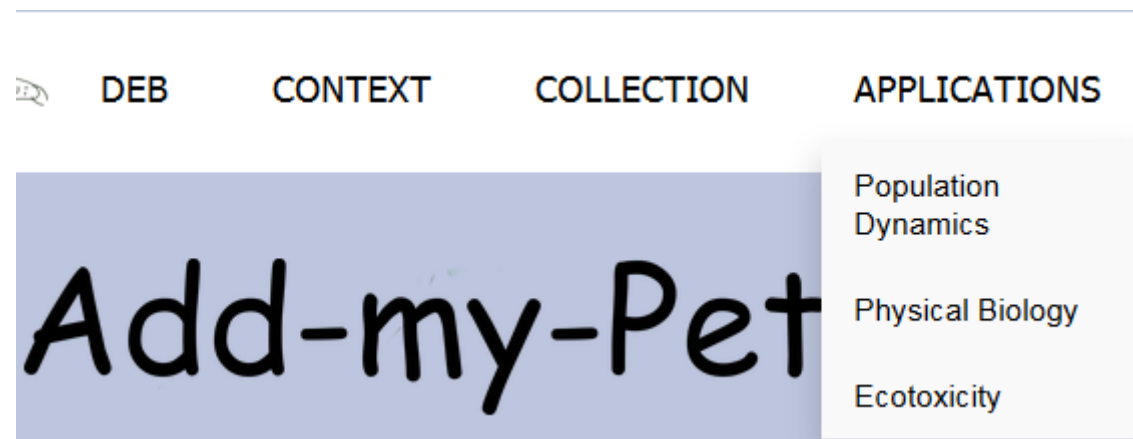 DEB CONTEXT COLLECTION APPLICATIONS
Population
Dynamics
Add-my-Pet
Physical Biology
Ecotoxicity